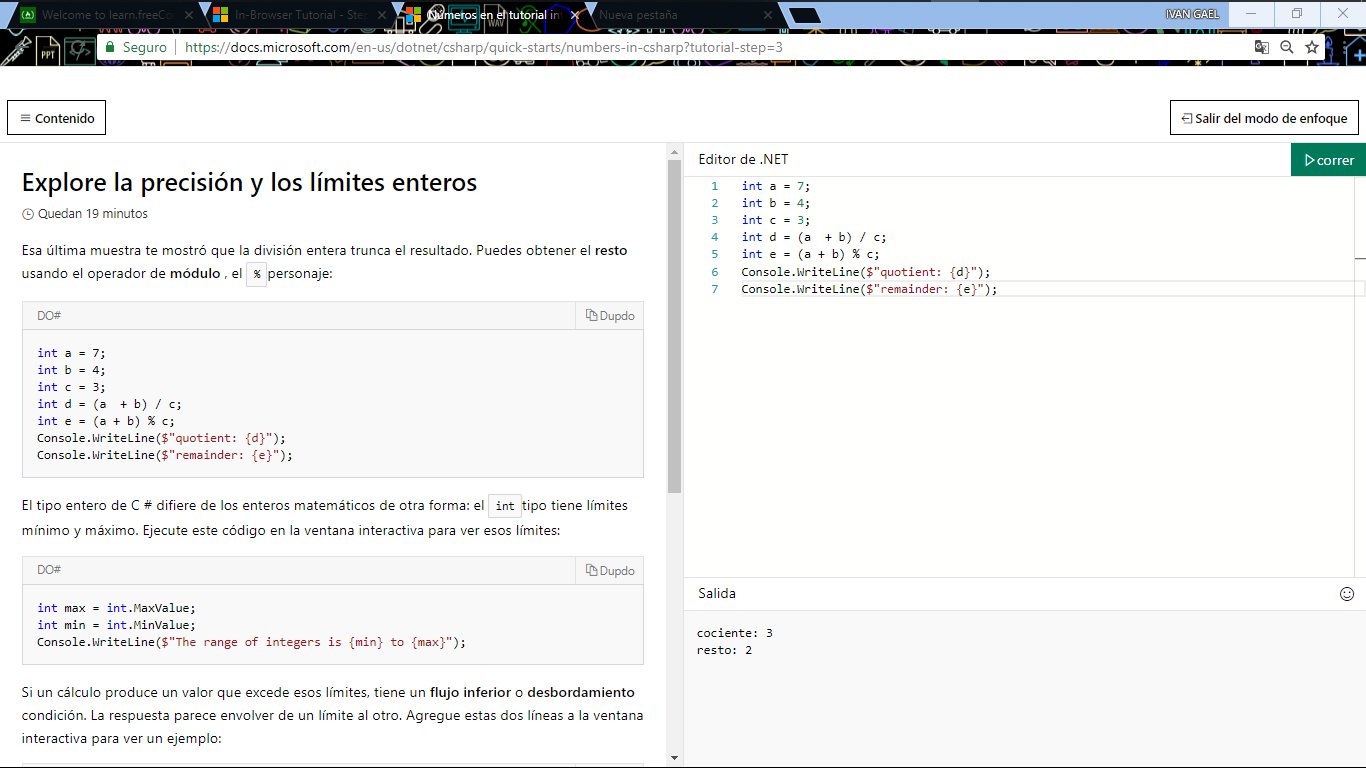 Welcome to learn.freeCo
In-Browser Tutorial - Ste
Números en el tutorial in
Nueva pestaña
IVAN GAEL
PPT
WAV
Seguro
https://docs.microsoft.com/en-us/dotnet/csharp/quick-starts/numbers-in-csharp?tutorial-step=3
Contenido
Salir del modo de enfoque
Explore la precisión y los límites enteros
Quedan 19 minutos
Esa última muestra te mostró que la división entera trunca el resultado. Puedes obtener el resto
usando el operador de módulo , el % personaje:
DO#
Dupdo
int a = 7;
int b = 4;
int c = 3;
int d = (a  + b) / c;
int e = (a + b) % c;
Console.WriteLine($"quotient: {d}");
Console.WriteLine($"remainder: {e}");
El tipo entero de C # difiere de los enteros matemáticos de otra forma: el int tipo tiene límites
mínimo y máximo. Ejecute este código en la ventana interactiva para ver esos límites:
DO#
Dupdo
int max = int.MaxValue;
int min = int.MinValue;
Console.WriteLine($"The range of integers is {min} to {max}");
Si un cálculo produce un valor que excede esos límites, tiene un flujo inferior o desbordamiento
condición. La respuesta parece envolver de un límite al otro. Agregue estas dos líneas a la ventana
interactiva para ver un ejemplo:
Editor de .NET
correr
1 int a = 7;
2 int b = 4;
3 int c = 3;
4 int d = (a  + b) / c;
5 int e = (a + b) % c;
6 Console.WriteLine($"quotient: {d}");
7 Console.WriteLine($"remainder: {e}");
Salida
cociente: 3
resto: 2